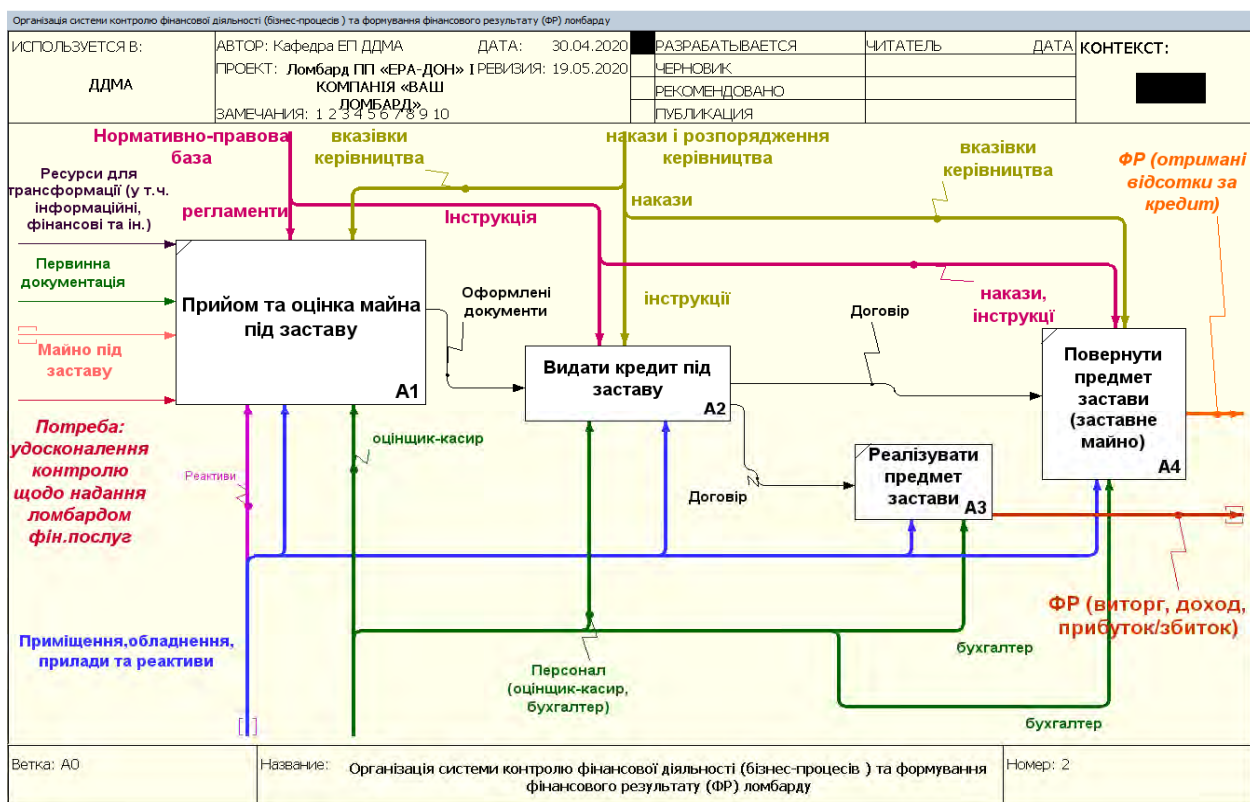 Організація системи контролю фінансової діяльності (бізнес-процесів ) та формування фінансового результату (ФР) ломбарду
ИСПОЛЬЗУЕТСЯ В:
ДДМА
АВТОР: Кафедра ЕП ДДМА
ДАТА: 30.04.2020
ПРОЕКТ: Ломбард ПП «ЕРА-ДОН» І
КОМПАНІЯ «ВАШ
ЛОМБАРД»
РЕВИЗИЯ: 19.05.2020
ЗАМЕЧАНИЯ: 1 2 3 4 5 6 7 8 9 10
РАЗРАБАТЫВАЕТСЯ
ЧЕРНОВИК
РЕКОМЕНДОВАНО
ПУБЛИКАЦИЯ
ЧИТАТЕЛЬ
ДАТА
КОНТЕКСТ:
Нормативно-правова
база
вказівки
керівництва
накази і розпорядження
керівництва
вказівки
керівництва
ФР (отримані
відсотки за
кредит)
Ресурси для
трансформації (у т.ч.
інформаційні,
фінансові та ін.)
регламенти
Інструкція
накази
Первинна
документація
Прийом та оцінка майна
під заставу
А1
Оформлені
документи
інструкції
накази,
інструкції
Майно під
заставу
Договір
Видати кредит під
заставу
А2
Повернути
предмет
застави
(заставне
майно)
А4
Потреба:
удосконалення
контролю
щодо надання
ломбардом
фін.послуг
оцінщик-касир
Реактиви
Договір
Реалізувати
предмет
застави
А3
ФР (виторг, доход,
прибуток/збиток)
Приміщення,обладнення,
прилади та реактиви
Персонал
(оцінщик-касир,
бухгалтер)
бухгалтер
бухгалтер
Ветка: А0
Название: Організація системи контролю фінансової діяльності (бізнес-процесів ) та формування
фінансового результату (ФР) ломбарду
Номер: 2